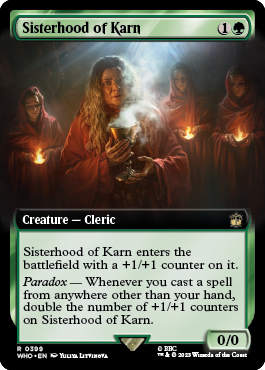 Sisterhood of Karn 1
Creature — Cleric
Sisterhood of Karn enters the
battlefield with a +1/+1 counter on it.
Paradox — Whenever you cast a spell
from anywhere other than your hand,
double the number of +1/+1 counters
on Sisterhood of Karn.
0/0
R 0399
WHO • EN YULIYA LITVINOVA
© BBC
™ & © 2023 Wizards of the Coast